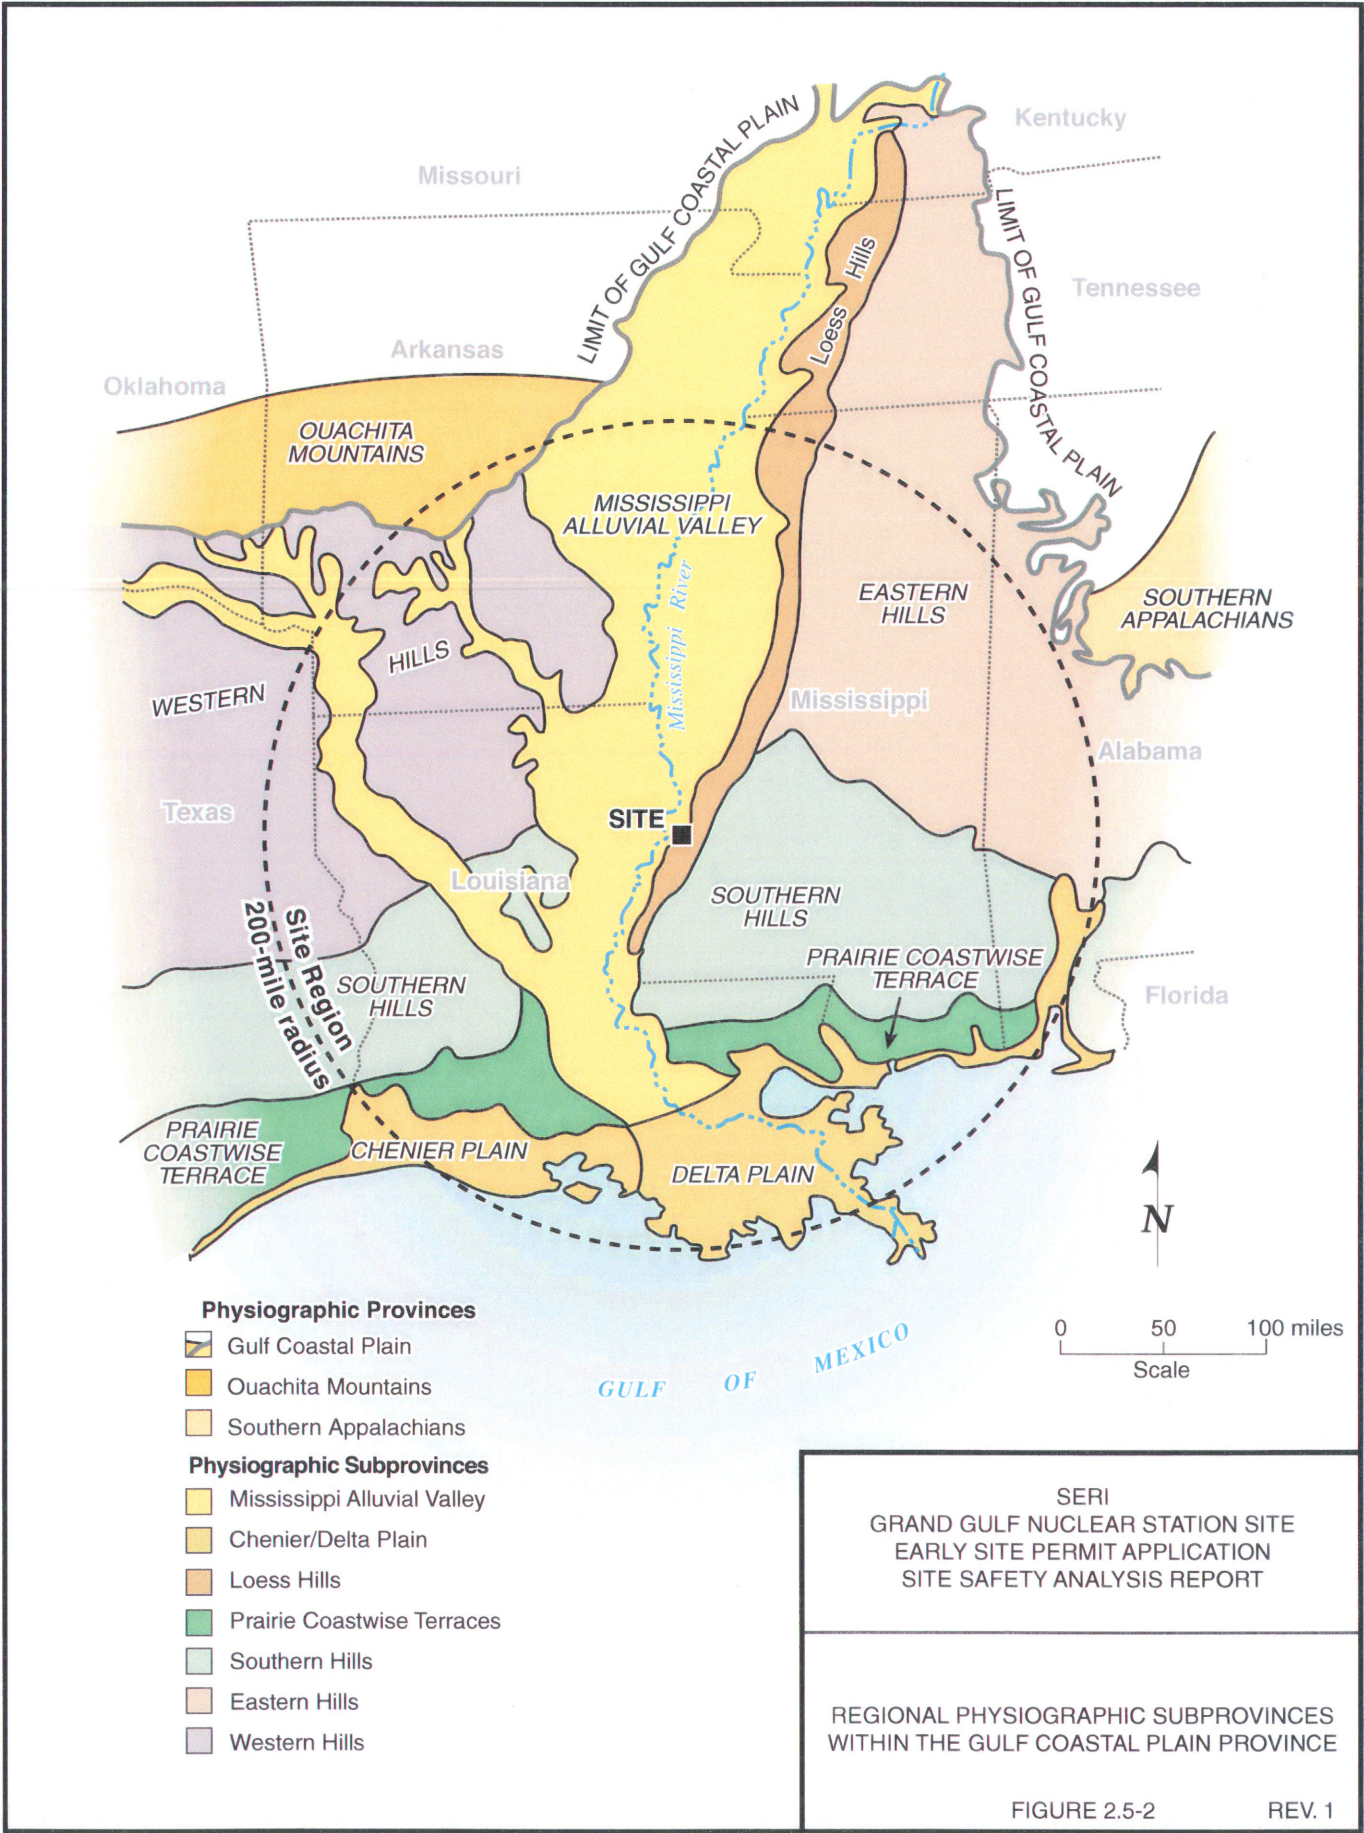 Kentucky
Missouri
LIMIT OF GULF COASTAL PLAIN
LIMIT OF GULF COASTAL PLAIN
Tennessee
Hills
Loess
Arkansas
Oklahoma
OUACHITA
MOUNTAINS
MISSISSIPPI
ALLUVIAL VALLEY
Mississippi River
EASTERN
HILLS
SOUTHERN
APPALACHIANS
HILLS
WESTERN
Mississippi
Alabama
Texas
SITE
Louisiana
SOUTHERN
HILLS
Site Region
200-mile radius
SOUTHERN
HILLS
PRAIRIE COASTWISE
TERRACE
Florida
PRAIRIE
COASTWISE
TERRACE
CHENIER PLAIN
DELTA PLAIN
N
GULF OF MEXICO
0 50 100 miles
Scale
Physiographic Provinces
Gulf Coastal Plain
Ouachita Mountains
Southern Appalachians
Physiographic Subprovinces
Mississippi Alluvial Valley
Chenier/Delta Plain
Loess Hills
Prairie Coastwise Terraces
Southern Hills
Eastern Hills
Western Hills
SERI
GRAND GULF NUCLEAR STATION SITE
EARLY SITE PERMIT APPLICATION
SITE SAFETY ANALYSIS REPORT
REGIONAL PHYSIOGRAPHIC SUBPROVINCES
WITHIN THE GULF COASTAL PLAIN PROVINCE
FIGURE 2.5-2 REV. 1